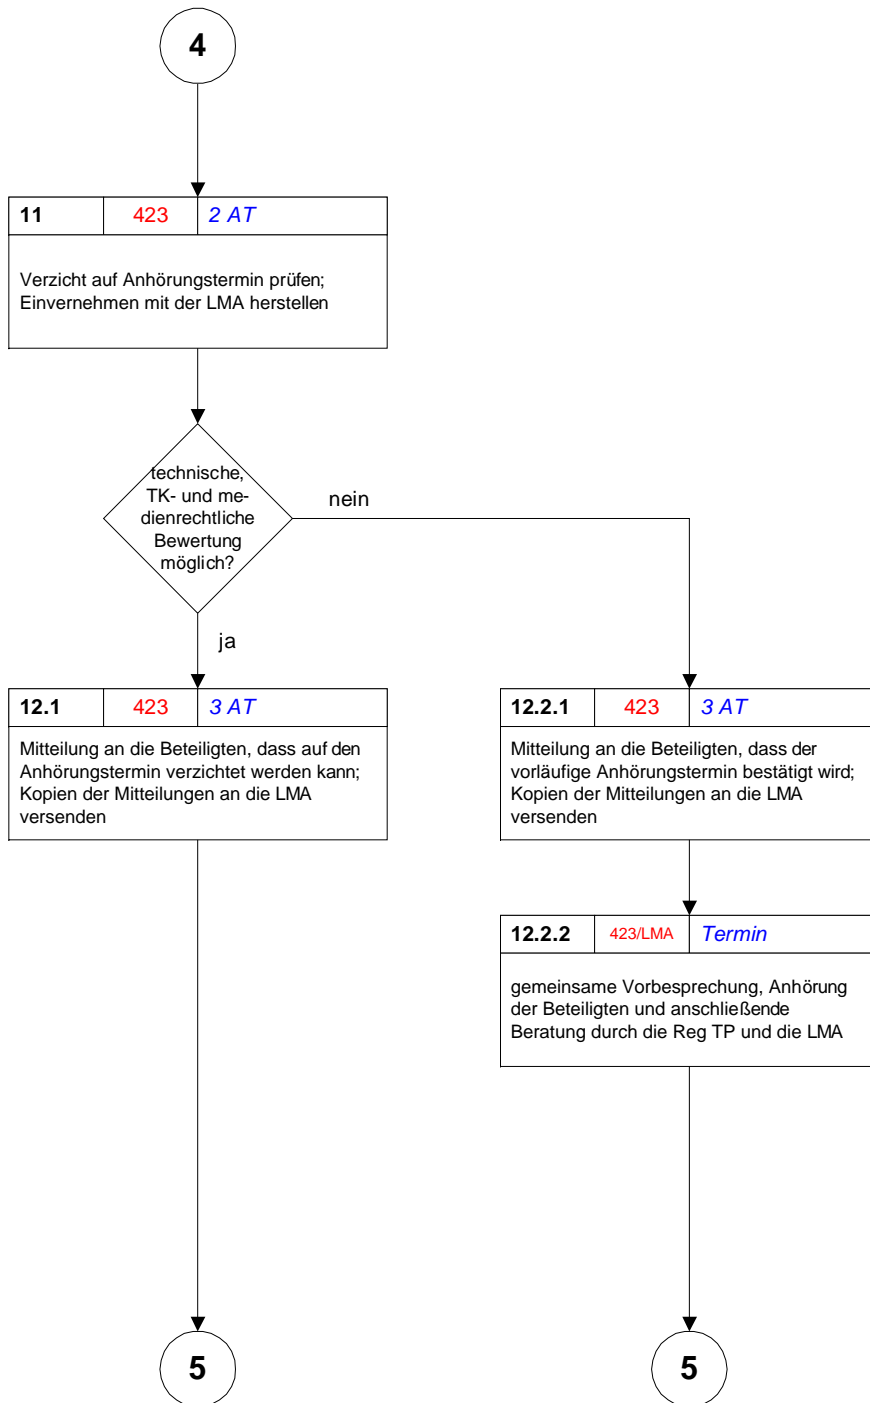 4
11 423 2 AT
Verzicht auf Anhörungstermin prüfen;
Einvernehmen mit der LMA herstellen
technische,
TK- und me-
dienrechtliche
Bewertung
möglich?
nein
ja
12.1 423 3 AT
Mitteilung an die Beteiligten, dass auf den
Anhörungstermin verzichtet werden kann;
Kopien der Mitteilungen an die LMA
versenden
12.2.1 423 3 AT
Mitteilung an die Beteiligten, dass der
vorläufige Anhörungstermin bestätigt wird;
Kopien der Mitteilungen an die LMA
versenden
12.2.2 423/LMA Termin
gemeinsame Vorbesprechung, Anhörung
der Beteiligten und anschließende
Beratung durch die Reg TP und die LMA
5
5